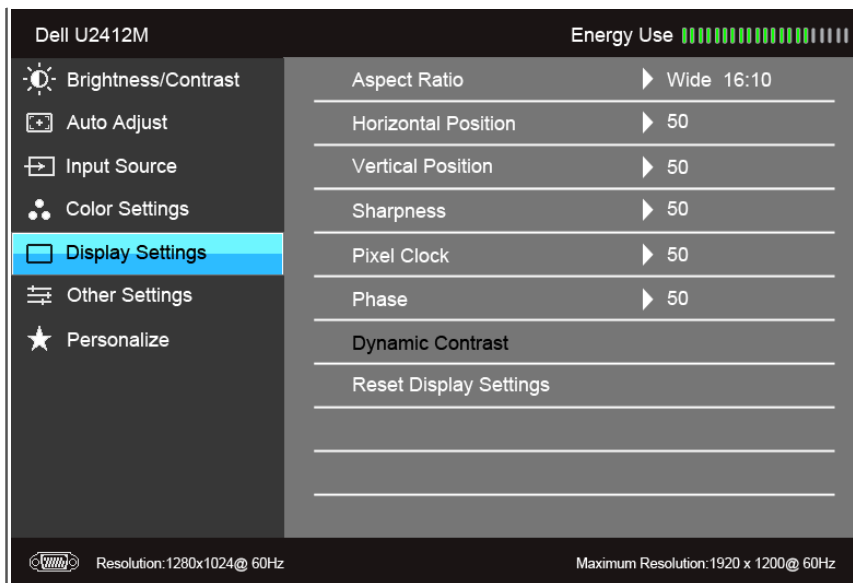 Dell U2412M Energy Use
Brightness/Contrast
Auto Adjust
Input Source
Color Settings
Display Settings
Other Settings
Personalize
Aspect Ratio Wide 16:10
Horizontal Position 50
Vertical Position 50
Sharpness 50
Pixel Clock 50
Phase 50
Dynamic Contrast
Reset Display Settings
Resolution:1280x1024@ 60Hz Maximum Resolution:1920 x 1200@ 60Hz